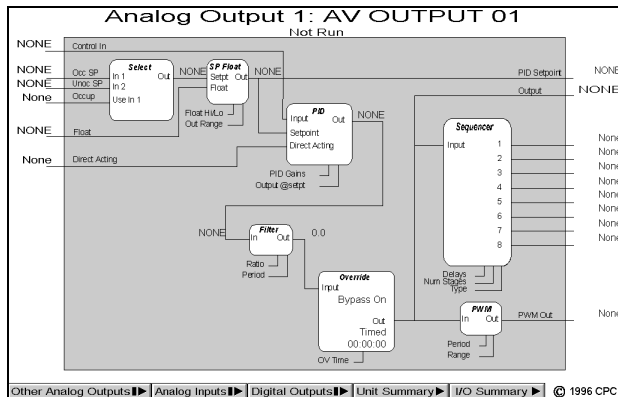 Analog Output 1: AV OUTPUT 01
Not Run
NONE Control In
NONE Occ SP
NONE Unoc SP
None Occup
NONE Float
None Direct Acting
Select
In 1 Out
In 2
Use In 1
NONE
SP Float
Setpt Out
Float
NONE
Float Hi/Lo
Out Range
PID
Input Out
Setpoint
Direct Acting
NONE
PID Gains
Output @setpt
PID Setpoint NONE
Output NONE
Sequencer
Input 1 None
2 None
3 None
4 None
5 None
6 None
7 None
8 None
Delays
Num Stages
Type
NONE
Filter
In Out
0.0
Ratio
Period
Override
Input
Bypass On
Out
Timed
00:00:00
OV Time
PWM
In Out
PWM Out None
Period
Range
Other Analog Outputs Analog Inputs Digital Outputs Unit Summary I/O Summary © 1996 CPC